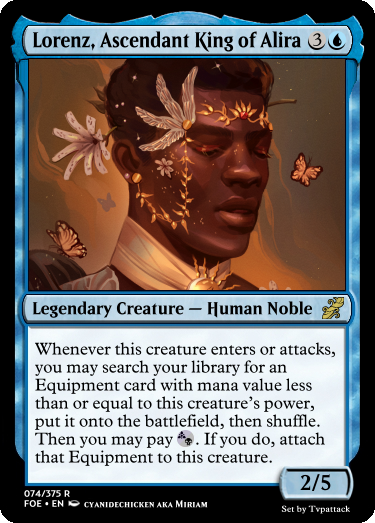 Lorenz, Ascendant King of Alira 3
Legendary Creature — Human Noble
Whenever this creature enters or attacks,
you may search your library for an
Equipment card with mana value less
than or equal to this creature's power,
put it onto the battlefield, then shuffle.
Then you may pay . If you do, attach
that Equipment to this creature.
2/5
074/375 R
FOE • EN CYANIDECHICKEN AKA MIRIAM
Set by Tvpattack